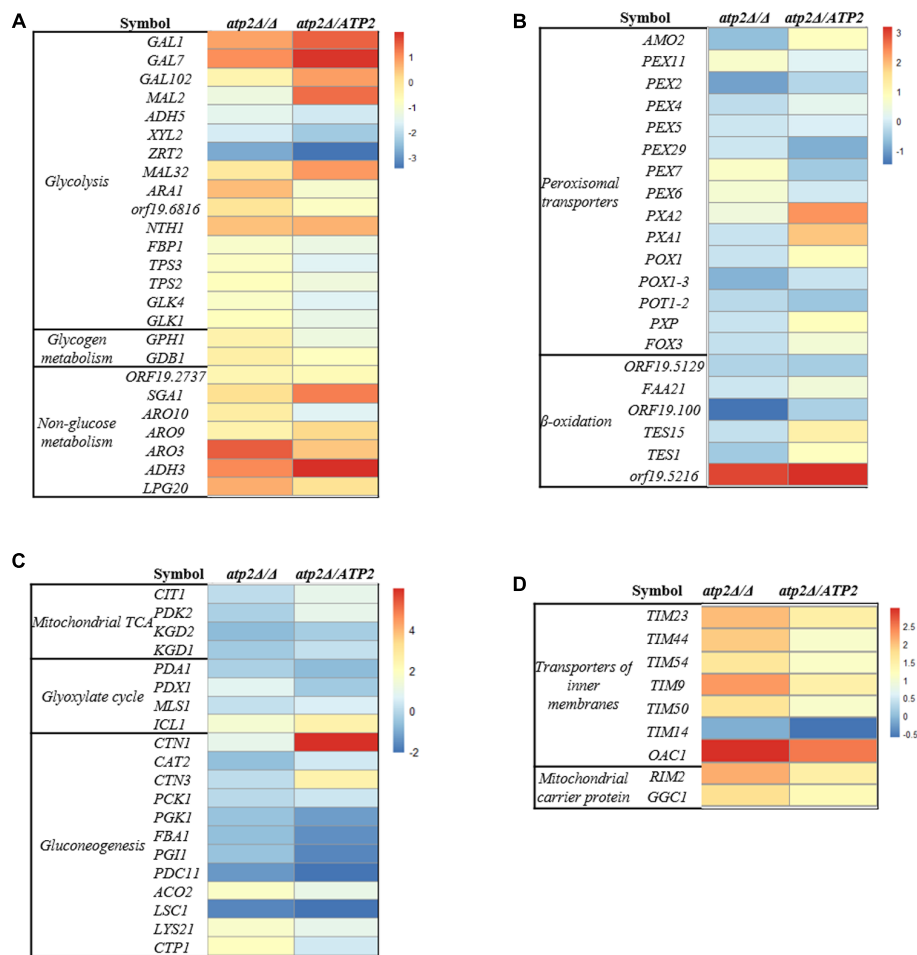 A
Symbol atp2Δ/Δ atp2Δ/ATP2
Glycolysis
GAL1
GAL7
GAL102
MAL2
ADH5
XYL2
ZRT2
MAL32
ARA1
orf19.6816
NTH1
FBP1
TPS3
TPS2
GLK4
GLK1
Glycogen
metabolism
GPH1
GDB1
Non-glucose
metabolism
ORF19.2737
SGA1
ARO10
ARO9
ARO3
ADH3
LPG20
1
0
-1
-2
-3
B
Symbol atp2Δ/Δ atp2Δ/ATP2
Peroxisomal
transporters
AMO2
PEX11
PEX2
PEX4
PEX5
PEX29
PEX7
PEX6
PXA2
PXA1
POX1
POX1-3
POT1-2
PXP
FOX3
β-oxidation
ORF19.5129
FAA21
ORF19.100
TES15
TES1
orf19.5216
3
2
1
0
-1
C
Symbol atp2Δ/Δ atp2Δ/ATP2
Mitochondrial TCA
CIT1
PDK2
KGD2
KGD1
Glyoxylate cycle
PDA1
PDX1
MLS1
ICL1
Gluconeogenesis
CTN1
CAT2
CTN3
PCK1
PGK1
FBA1
PGI1
PDC11
ACO2
LSC1
LYS21
CTP1
4
2
0
-2
D
Symbol atp2Δ/Δ atp2Δ/ATP2
Transporters of
inner
membranes
TIM23
TIM44
TIM54
TIM9
TIM50
TIM14
OAC1
Mitochondrial
carrier protein
RIM2
GGC1
2.5
2
1.5
1
0.5
0
-0.5